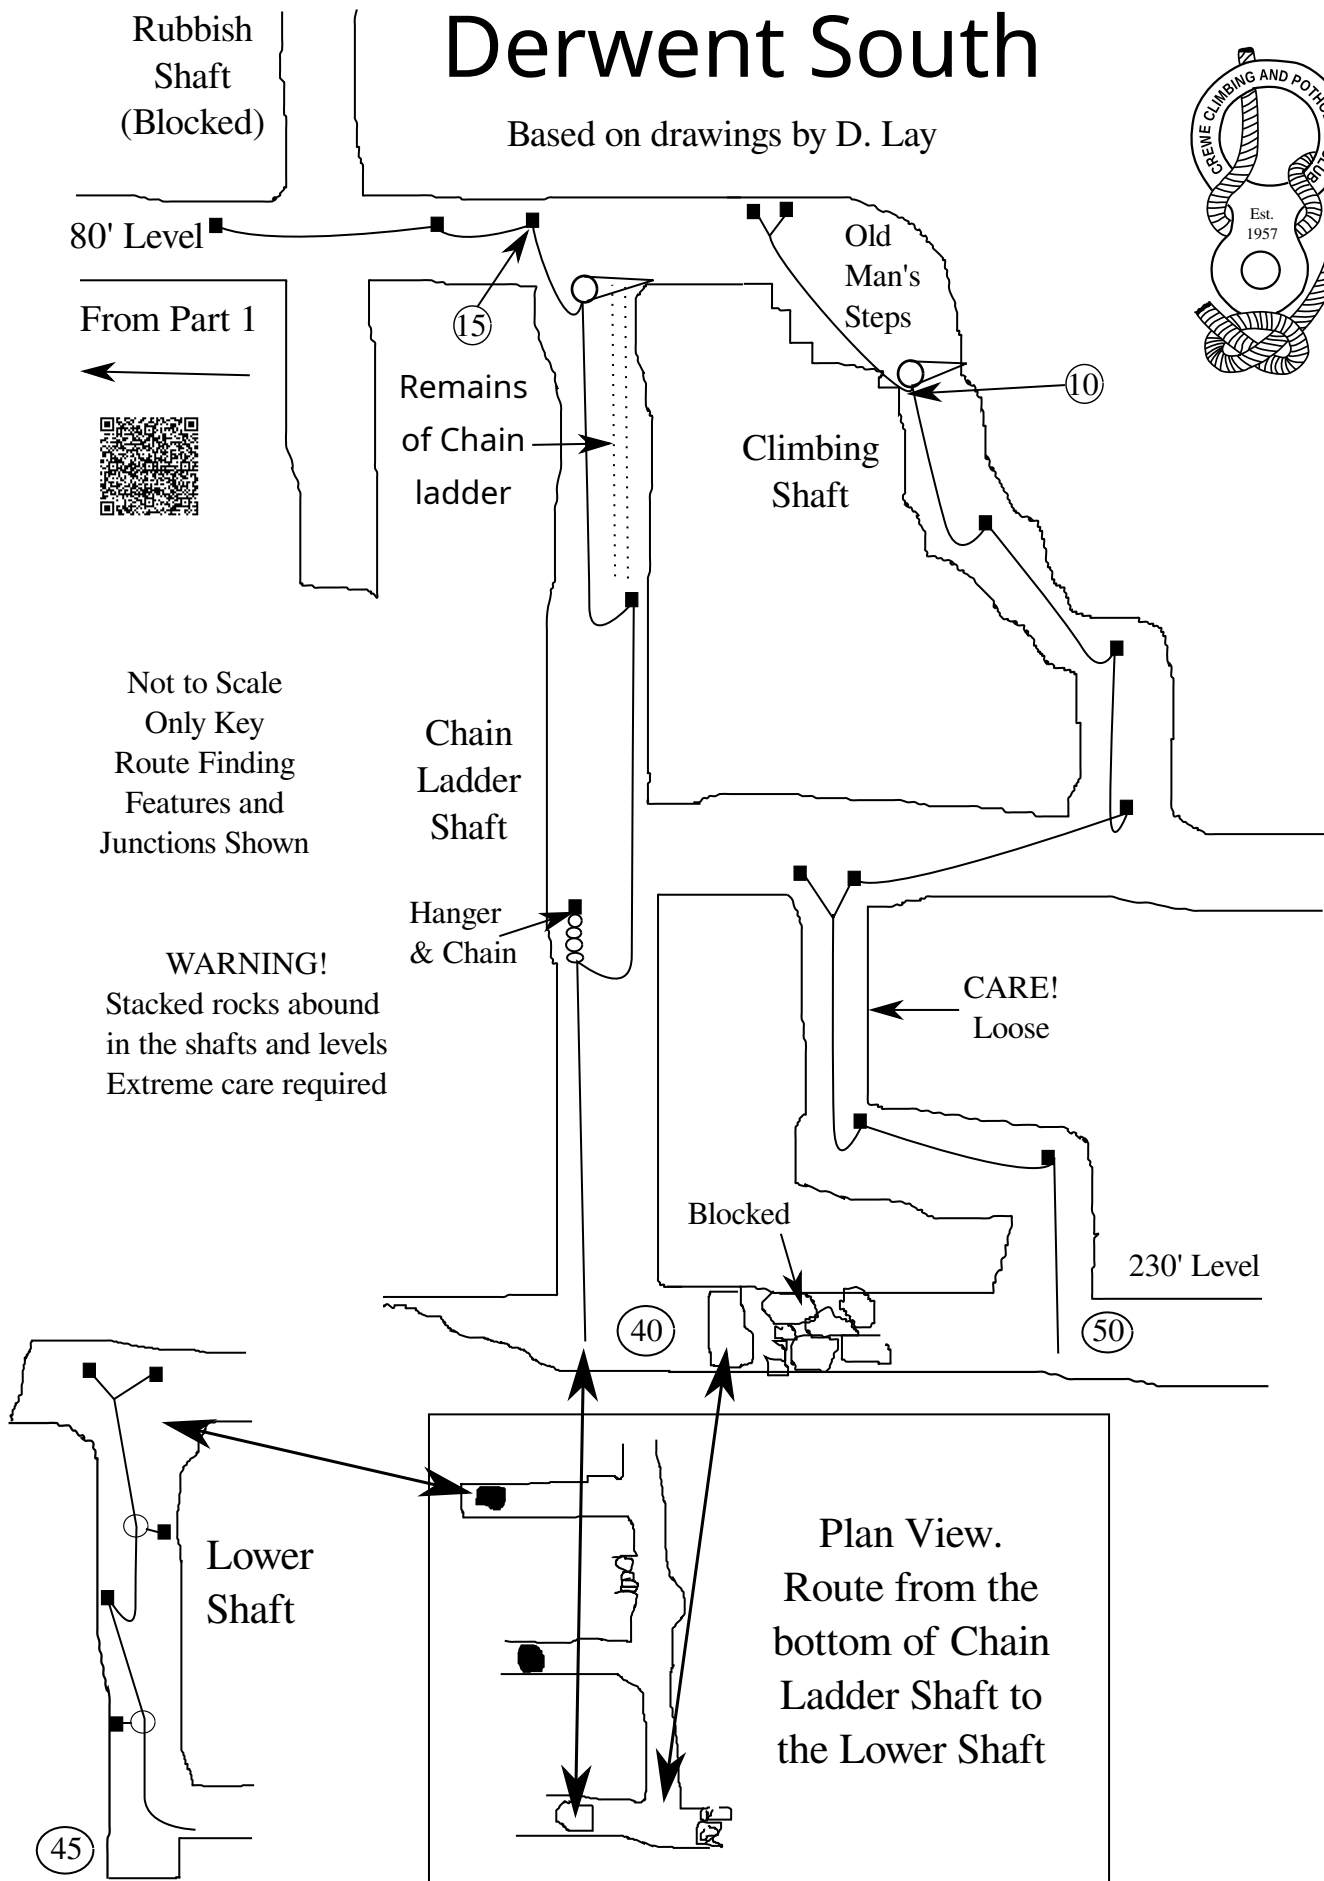 Rubbish
Shaft
(Blocked)
Derwent South
Based on drawings by D. Lay
CREWE CLIMBING AND
Est.
1957
80' Level
From Part 1
15
Old
Man's
Steps
10
Remains
of Chain
ladder
Climbing
Shaft
Not to Scale
Only Key
Route Finding
Features and
Junctions Shown
Chain
Ladder
Shaft
Hanger
& Chain
WARNING!
Stacked rocks abound
in the shafts and levels
Extreme care required
CARE!
Loose
Blocked
230' Level
40
50
Lower
Shaft
45
Plan View.
Route from the
bottom of Chain
Ladder Shaft to
the Lower Shaft